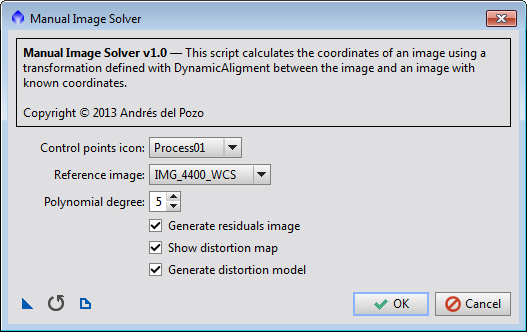 Manual Image Solver
Manual Image Solver v1.0 — This script calculates the coordinates of an image using a
transformation defined with DynamicAligment between the image and an image with
known coordinates.
Copyright © 2013 Andrés del Pozo
Control points icon: Process01
Reference image: IMG_4400_WCS
Polynomial degree: 5
Generate residuals image
Show distortion map
Generate distortion model
OK Cancel